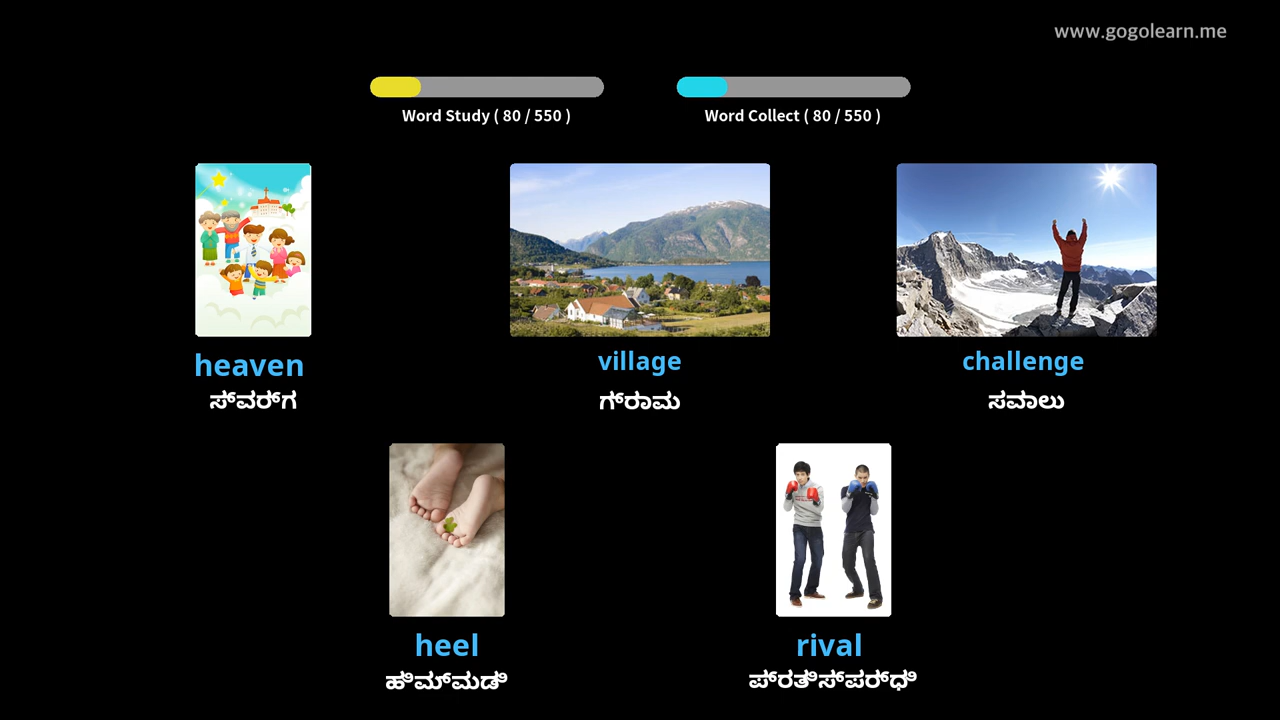 www.gogolearn.me
Word Study ( 80 / 550 )
Word Collect ( 80 / 550 )
heaven
ಸ್ವರ್ಗ
village
ಗ್ರಾಮ
challenge
ಸವಾಲು
heel
ಹಿಮ್ಮಡಿ
rival
ಪ್ರತಿಸ್ಪರ್ಧಿ